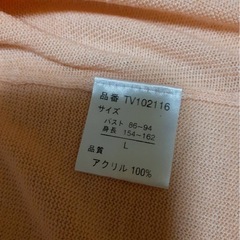 品番 TV102116
サイズ
バスト 86-94
身長 154-162
L
品質
アクリル 100%